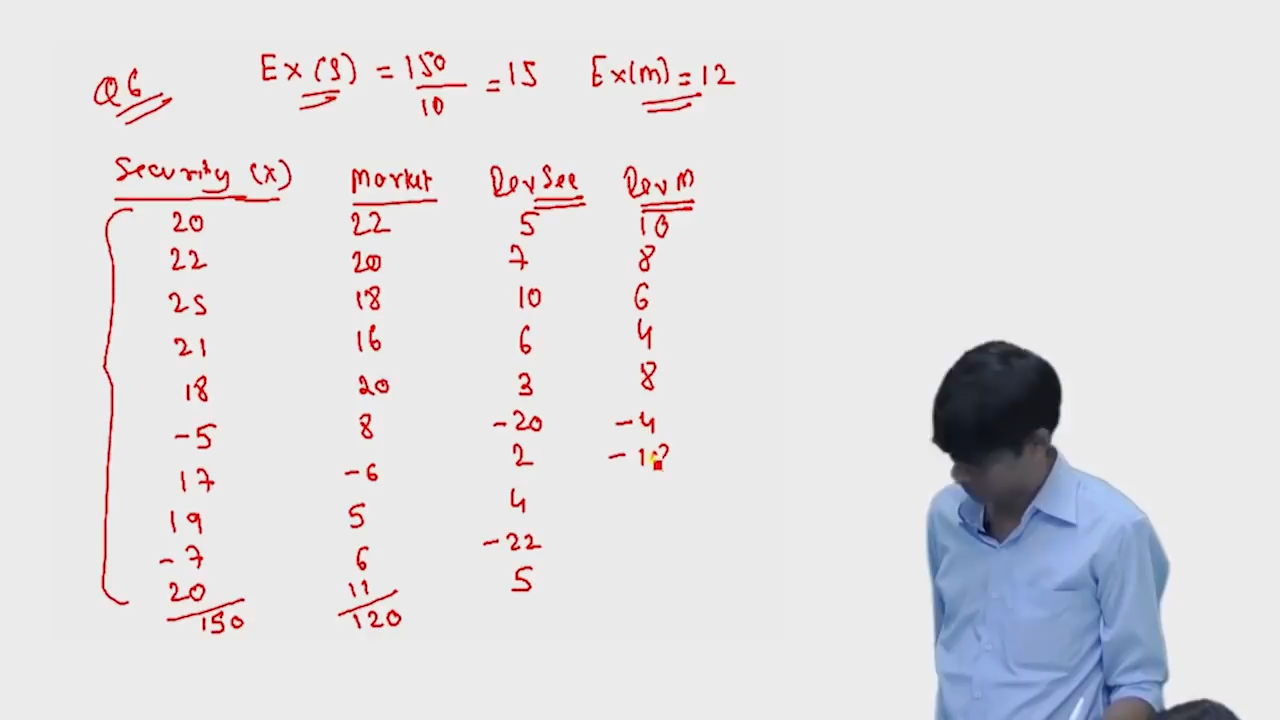 Q6 Ex(S) = 150/10 = 15 Ex(M) = 12
Security (x) Market Dev Sec Dev M
20 22 5 10
22 20 7 8
25 18 10 6
21 16 6 4
18 20 3 8
-5 8 -20 -4
17 -6 2
19 5 4
-7 6 -22
20 11 5
150 120